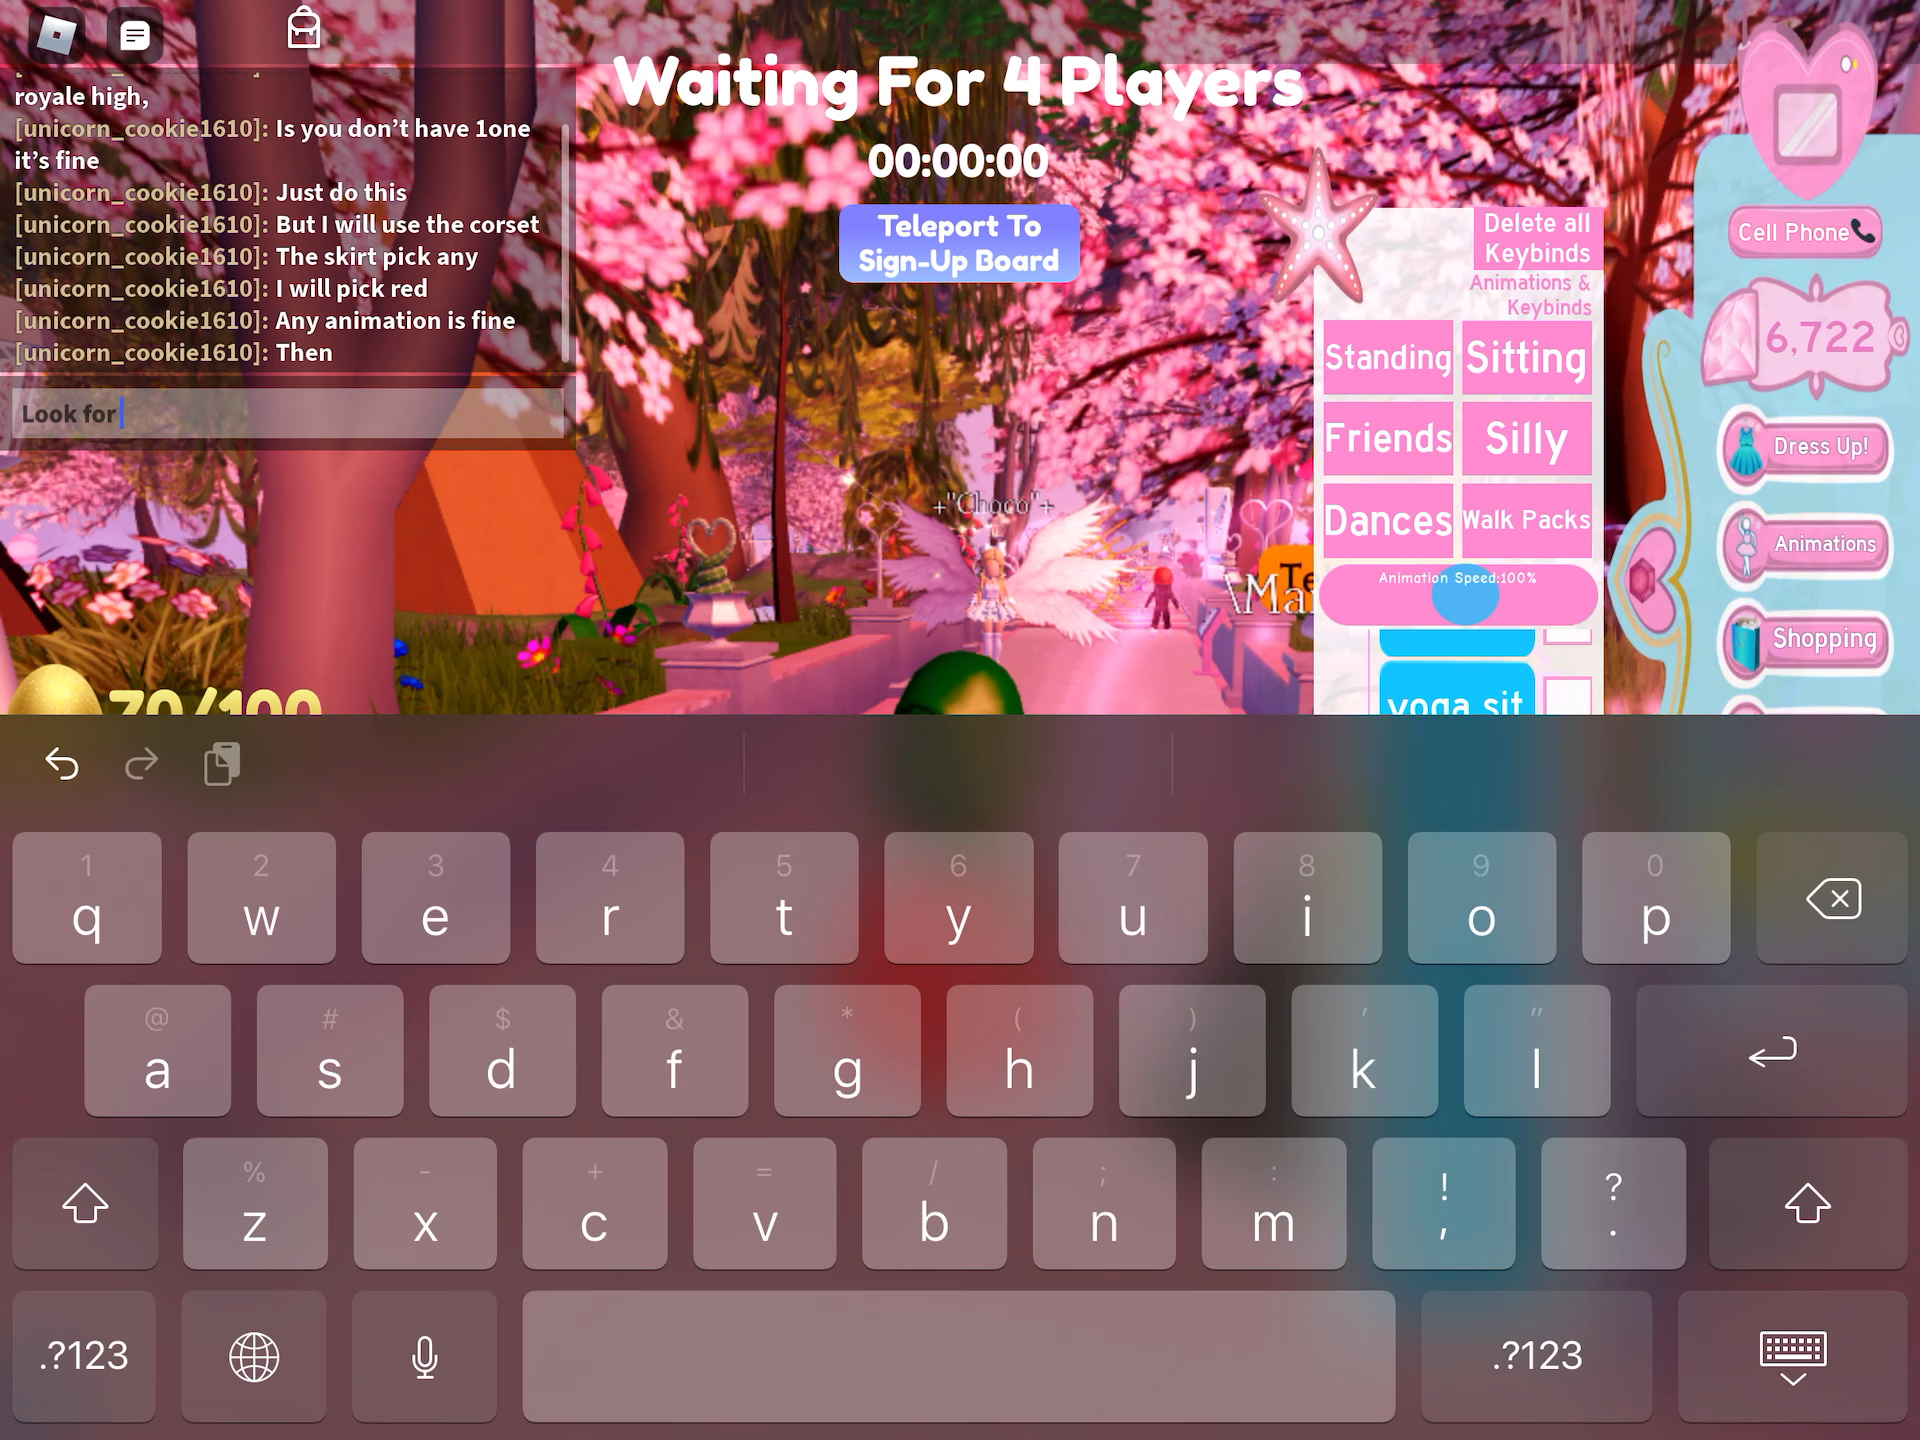 royale high,
[unicorn_cookie1610]: Is you don't have 1one
it's fine
[unicorn_cookie1610]: Just do this
[unicorn_cookie1610]: But I will use the corset
[unicorn_cookie1610]: The skirt pick any
[unicorn_cookie1610]: I will pick red
[unicorn_cookie1610]: Any animation is fine
[unicorn_cookie1610]: Then
Look for
Waiting For 4 Players
00:00:00
Teleport To
Sign-Up Board
Delete all
Keybinds
Animations &
Keybinds
Standing Sitting
Friends Silly
Dances Walk Packs
Animation Speed:100%
yoga sit
Cell Phone
6,722
Dress Up!
Animations
Shopping
+"Choco"+
\Ma
Te
70/100
1 2 3 4 5 6 7 8 9 0
q w e r t y u i o p
@ # $ & * ( ) ' "
a s d f g h j k l
% - + = / ; : ! ?
z x c v b n m , .
.?123 .?123